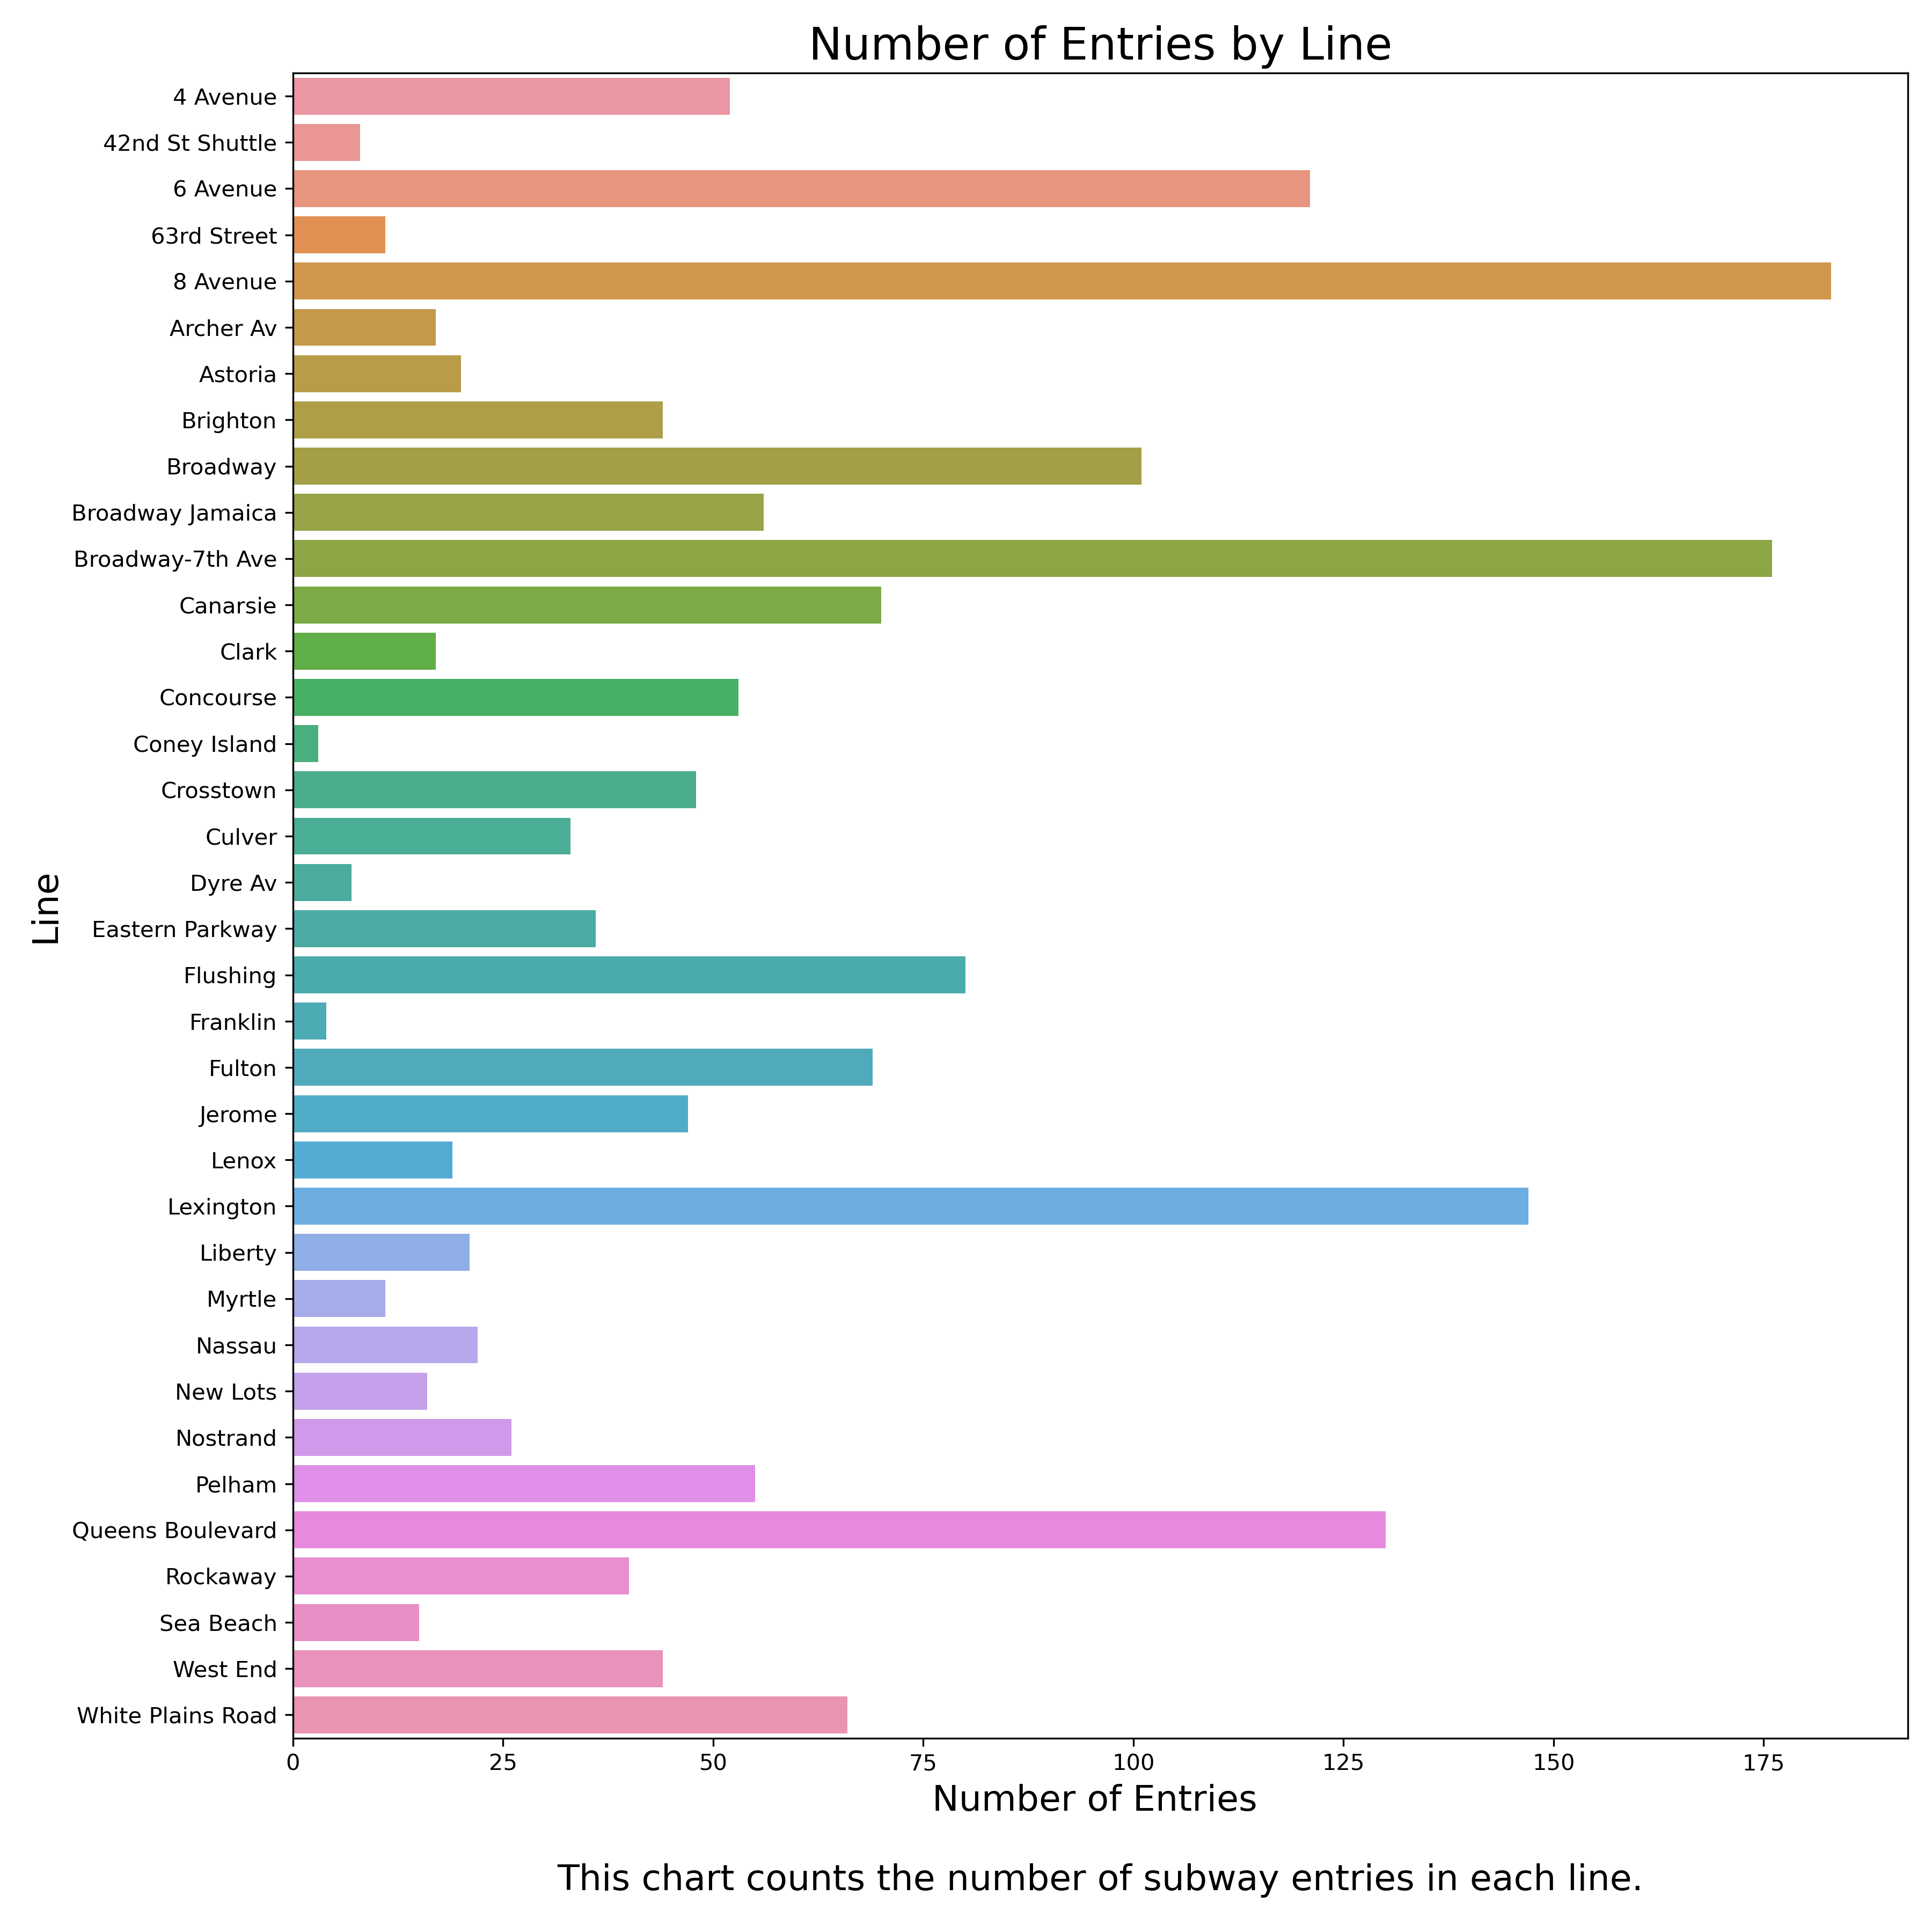 Number of Entries by Line
4 Avenue
42nd St Shuttle
6 Avenue
63rd Street
8 Avenue
Archer Av
Astoria
Brighton
Broadway
Broadway Jamaica
Broadway-7th Ave
Canarsie
Clark
Concourse
Coney Island
Crosstown
Culver
Dyre Av
Eastern Parkway
Flushing
Franklin
Fulton
Jerome
Lenox
Lexington
Liberty
Myrtle
Nassau
New Lots
Nostrand
Pelham
Queens Boulevard
Rockaway
Sea Beach
West End
White Plains Road
Line
0 25 50 75 100 125 150 175
Number of Entries
This chart counts the number of subway entries in each line.